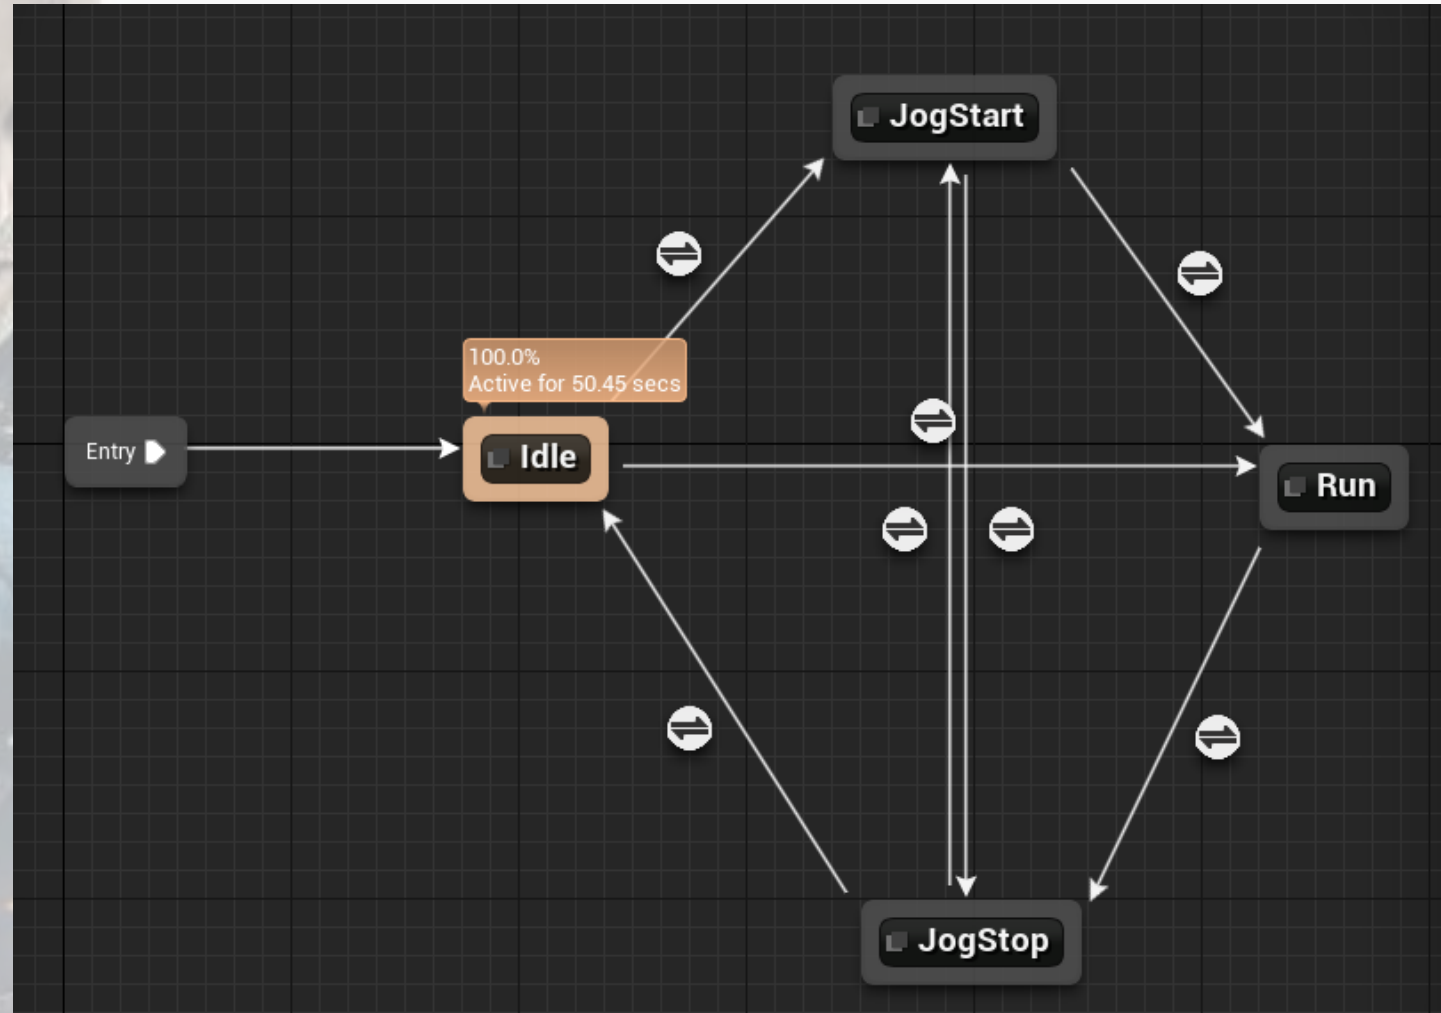 JogStart
100.0%
Active for 50.45 secs
Entry
Idle
Run
JogStop